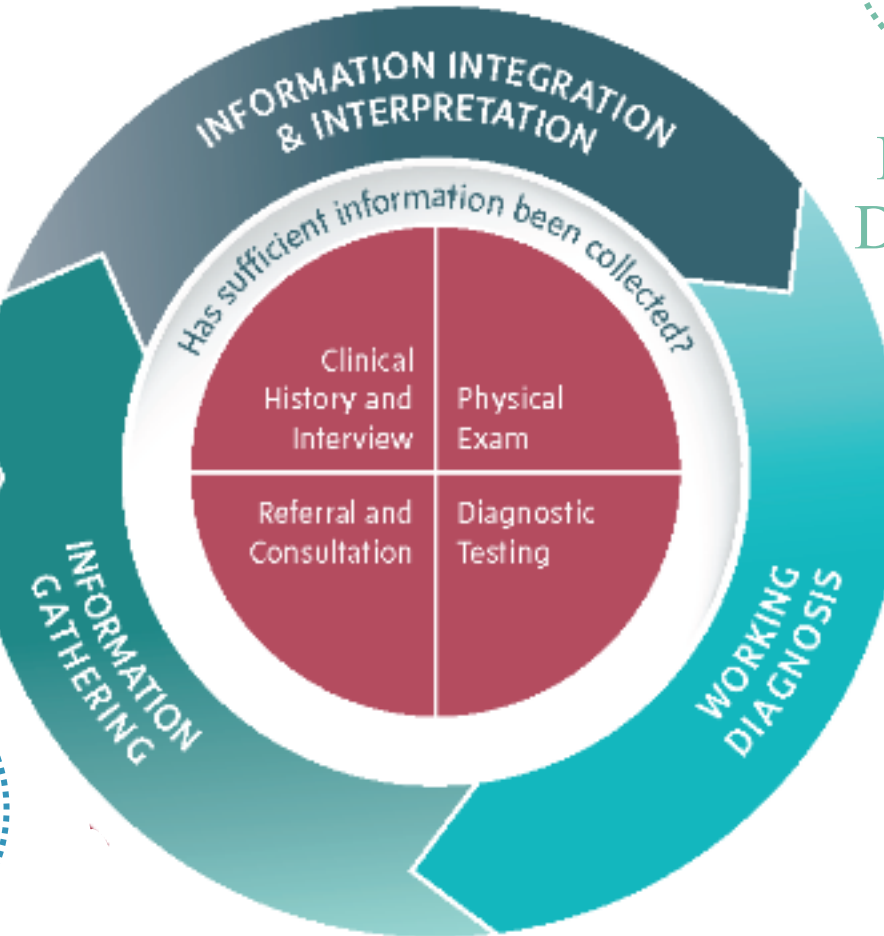 INFORMATION INTEGRATION
& INTERPRETATION
Has sufficient information been collected?
Clinical
History and
Interview
Physical
Exam
Referral and
Consultation
Diagnostic
Testing
INFORMATION
GATHERING
WORKING
DIAGNOSIS